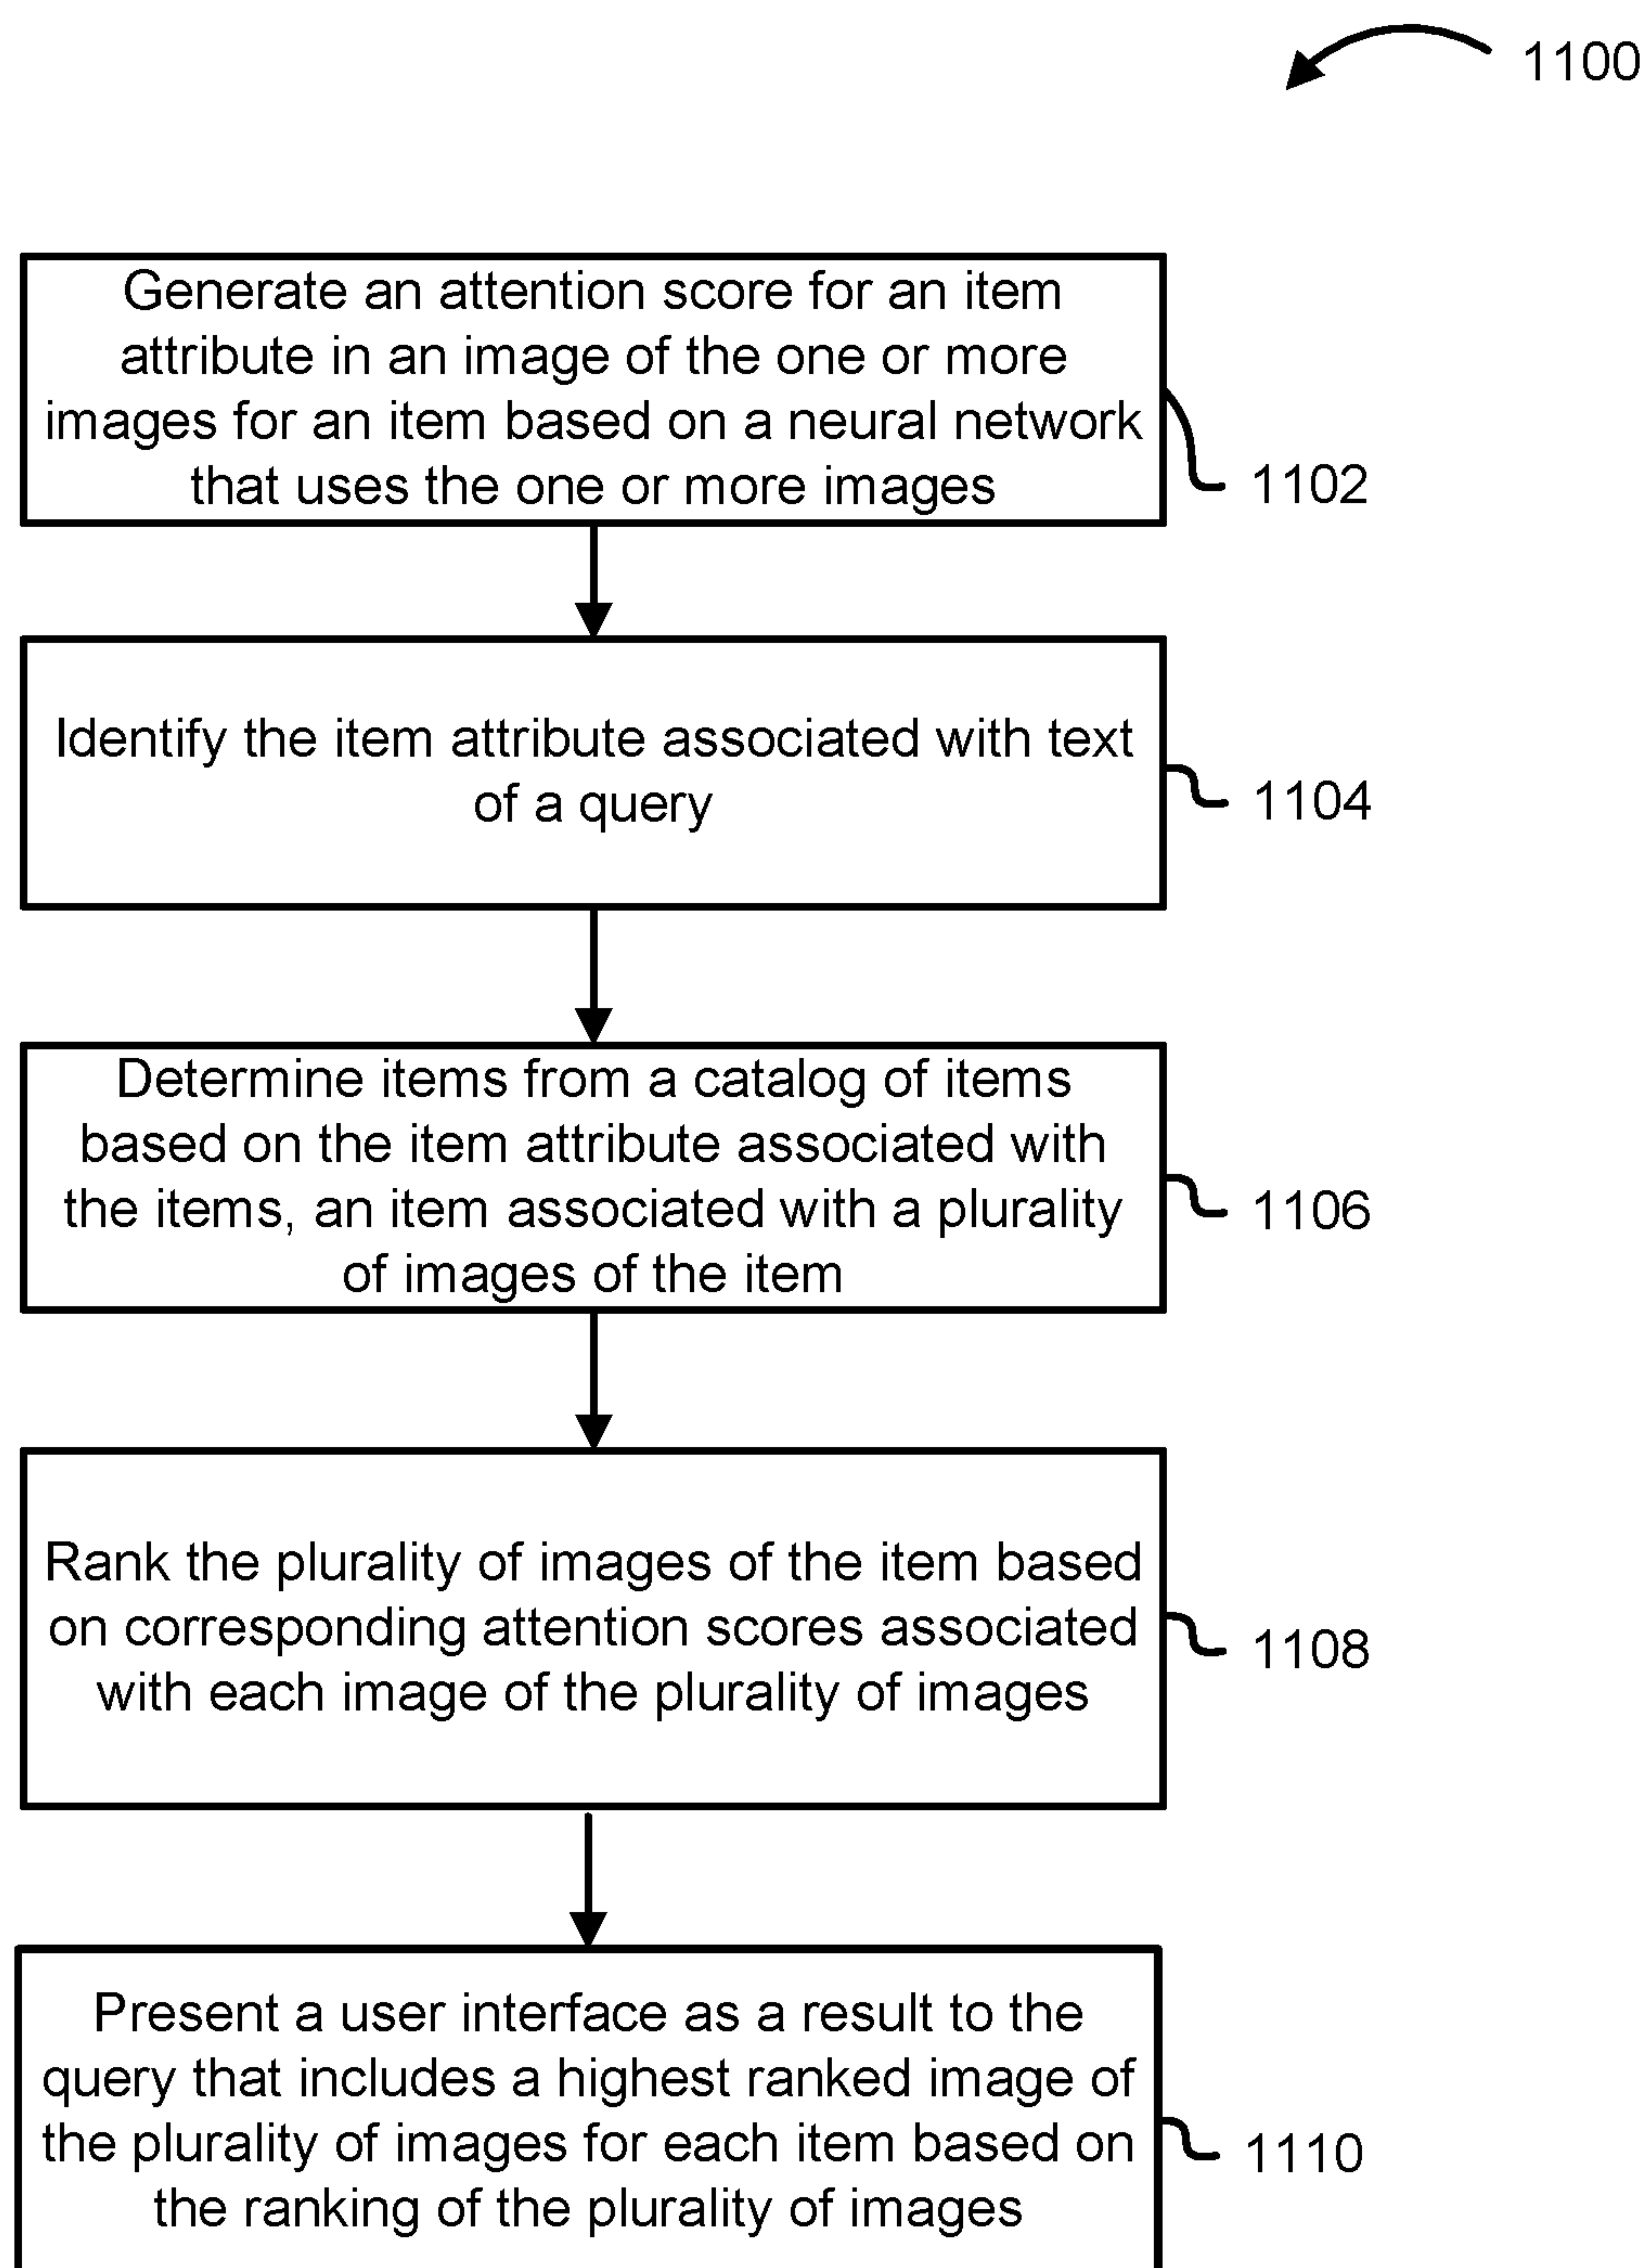 1100
Generate an attention score for an item
attribute in an image of the one or more
images for an item based on a neural network
that uses the one or more images
1102
Identify the item attribute associated with text
of a query
1104
Determine items from a catalog of items
based on the item attribute associated with
the items, an item associated with a plurality
of images of the item
1106
Rank the plurality of images of the item based
on corresponding attention scores associated
with each image of the plurality of images
1108
Present a user interface as a result to the
query that includes a highest ranked image of
the plurality of images for each item based on
the ranking of the plurality of images
1110